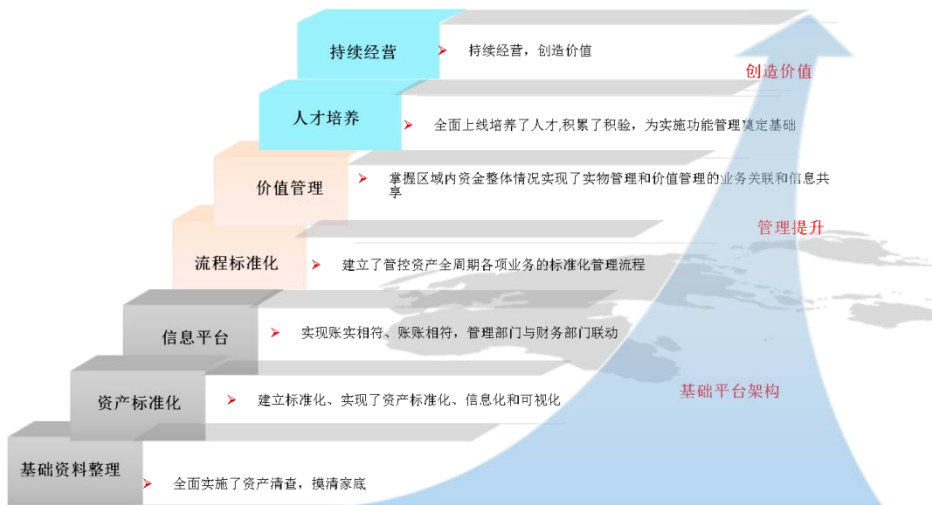 持续经营
持续经营，创造价值
创造价值
人才培养
全面上线培养了人才,积累了积验，为实施功能管理奠定基础
价值管理
掌握区域内资金整体情况实现了实物管理和价值管理的业务关联和信息共
享
管理提升
流程标准化
建立了管控资产全周期各项业务的标准化管理流程
信息平台
实现账实相符、账账相符，管理部门与财务部门联动
资产标准化
建立标准化、实现了资产标准化、信息化和可视化
基础平台架构
基础资料整理
全面实施了资产清查，摸清家底